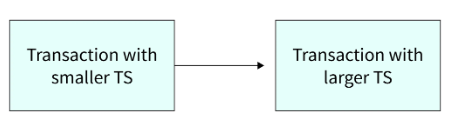 Transaction with
smaller TS
Transaction with
larger TS